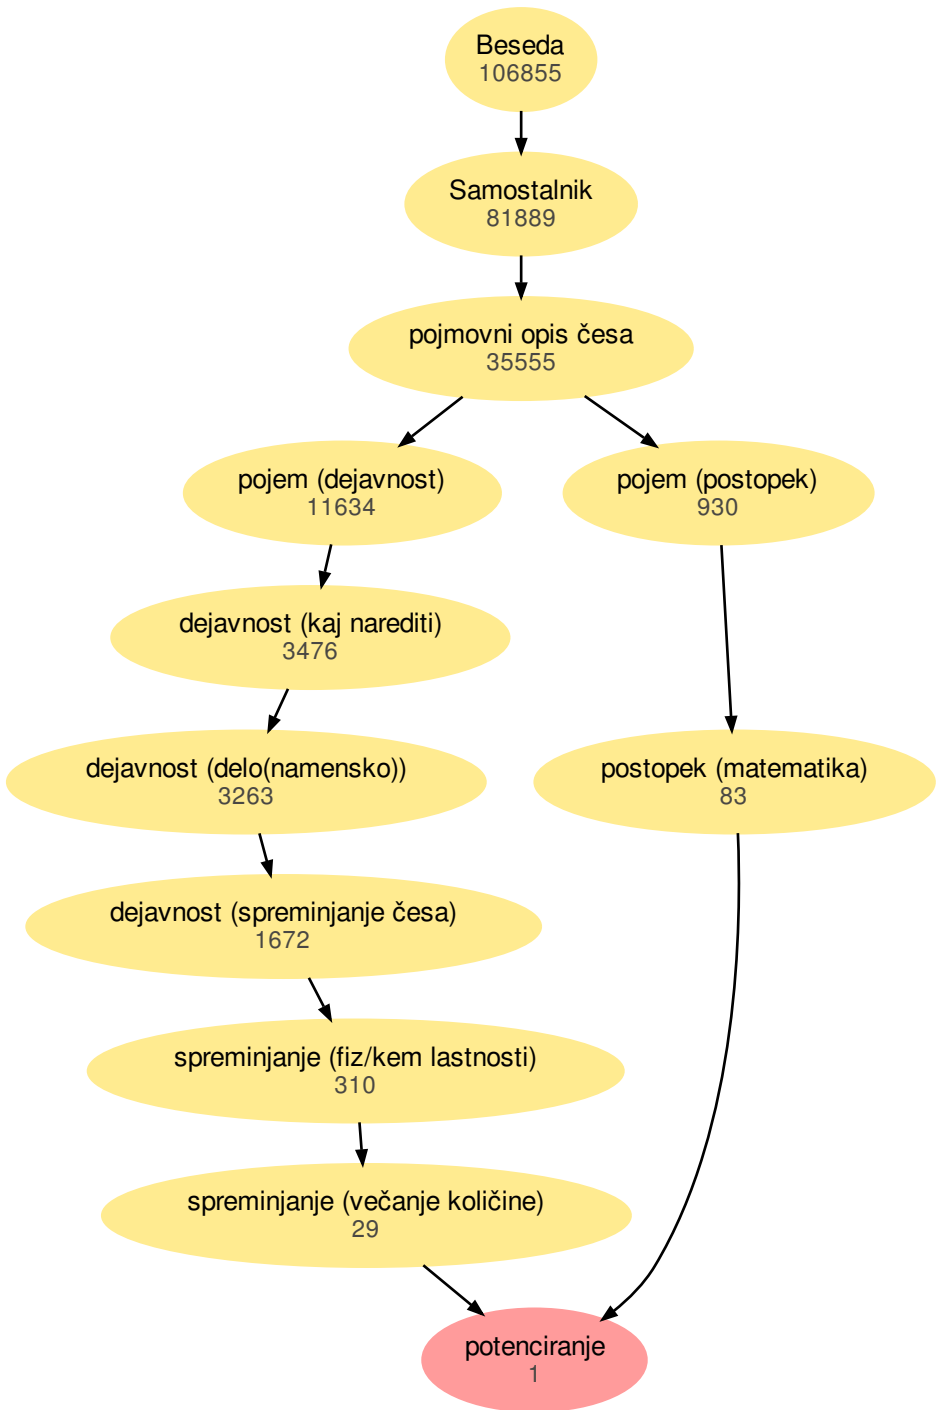 Beseda
106855
Samostalnik
81889
pojmovni opis česa
35555
pojem (dejavnost)
11634
pojem (postopek)
930
dejavnost (kaj narediti)
3476
dejavnost (delo(namensko))
3263
postopek (matematika)
83
dejavnost (spreminjanje česa)
1672
spreminjanje (fiz/kem lastnosti)
310
spreminjanje (večanje količine)
29
potenciranje
1